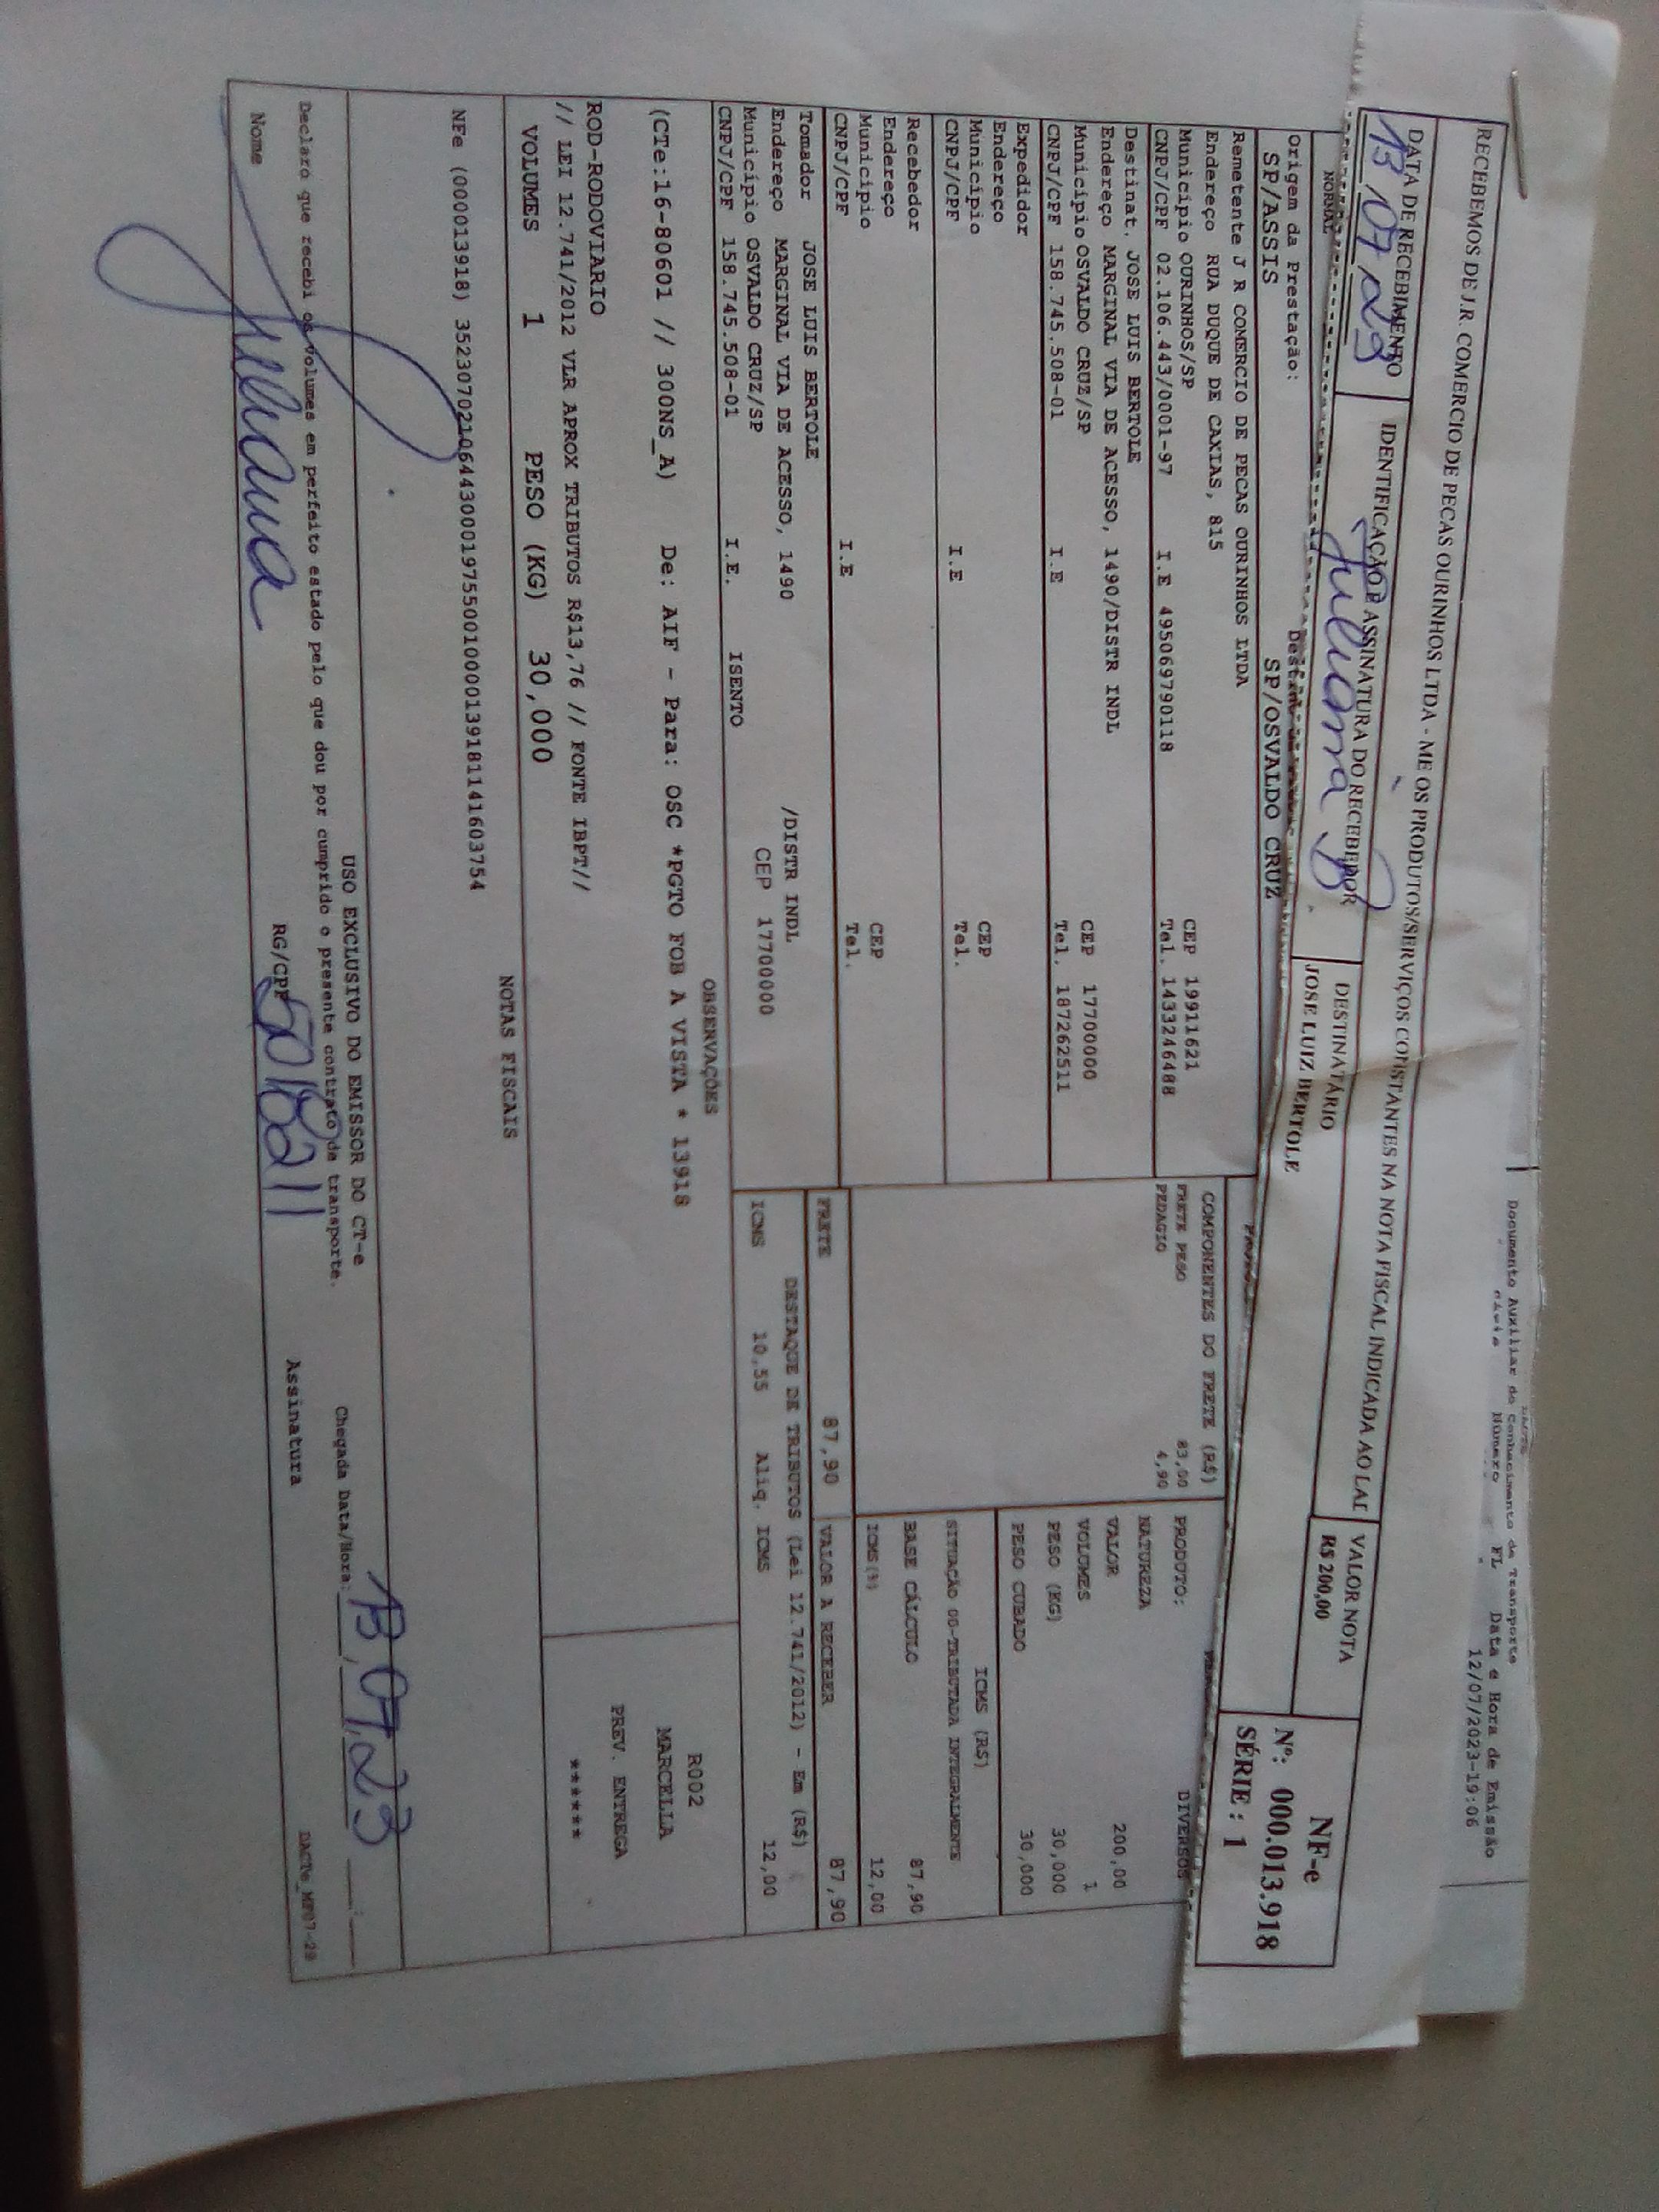 Documento Auxiliar do Conhecimento de Transporte
Número FL Data e Hora de Emissão
12/07/2023-19:06
RECEBEMOS DE J.R. COMERCIO DE PECAS OURINHOS LTDA - ME OS PRODUTOS/SERVIÇOS CONSTANTES NA NOTA FISCAL INDICADA AO LAI
DATA DE RECEBIMENTO
13/07/23
IDENTIFICAÇÃO E ASSINATURA DO RECEBEDOR
Juliana
DESTINATÁRIO
JOSE LUIZ BERTOLE
VALOR NOTA
R$ 200,00
NF-e
Nº: 000.013.918
SÉRIE : 1
NORMAL
Origem da Prestação:
SP/ASSIS
SP/OSVALDO CRUZ
Remetente J R COMERCIO DE PECAS OURINHOS LTDA
Endereço RUA DUQUE DE CAXIAS, 815
Município OURINHOS/SP CEP 19911621
CNPJ/CPF 02.106.443/0001-97 I.E 495069790118 Tel. 1433246488
Destinat. JOSE LUIS BERTOLE
Endereço MARGINAL VIA DE ACESSO, 1490/DISTR INDL
Município OSVALDO CRUZ/SP CEP 17700000
CNPJ/CPF 158.745.508-01 I.E Tel. 187262511
Expedidor
Endereço
Município CEP
CNPJ/CPF I.E Tel.
Recebedor
Endereço
Município CEP
CNPJ/CPF I.E Tel.
Tomador JOSE LUIS BERTOLE
Endereço MARGINAL VIA DE ACESSO, 1490 /DISTR INDL
Município OSVALDO CRUZ/SP CEP 17700000
CNPJ/CPF 158.745.508-01 I.E. ISENTO
COMPONENTES DO FRETE (R$)
FRETE PESO 83,00
PEDAGIO 4,90
PRODUTO: DIVERSOS
NATUREZA
VALOR 200,00
VOLUMES 1
PESO (KG) 30,000
PESO CUBADO 30,000
ICMS (R$)
SITUAÇÃO 00-TRIBUTADA INTEGRALMENTE
BASE CÁLCULO 87,90
ICMS(%) 12,00
FRETE 87,90
VALOR A RECEBER 87,90
DESTAQUE DE TRIBUTOS (Lei 12.741/2012) - Em (R$)
ICMS 10,55 Aliq. ICMS 12,00
OBSERVAÇÕES
(CTe:16-80601 // 300NS_A) De: AIF - Para: OSC *PGTO FOB A VISTA * 13918
ROD-RODOVIARIO
// LEI 12.741/2012 VLR APROX TRIBUTOS R$13,76 // FONTE IBPT//
VOLUMES 1 PESO (KG) 30,000
R002
MARCELLA
PREV. ENTREGA
******
NOTAS FISCAIS
NFe (000013918) 35230702106443000197550010000139181141603754
USO EXCLUSIVO DO EMISSOR DO CT-e
Declaro que recebi os volumes em perfeito estado pelo que dou por cumprido o presente contrato de transporte.
Chegada Data/Hora: 13/07/23 __:__
Nome Juliana RG/CPF Assinatura
DACTe_MP07-20